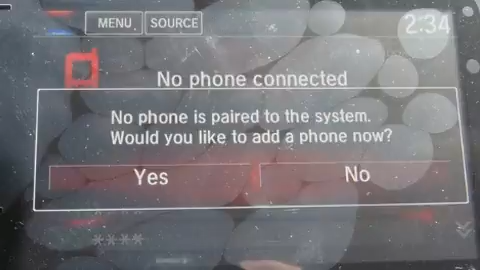 MENU SOURCE 2:34
No phone connected
No phone is paired to the system.
Would you like to add a phone now?
Yes No
****